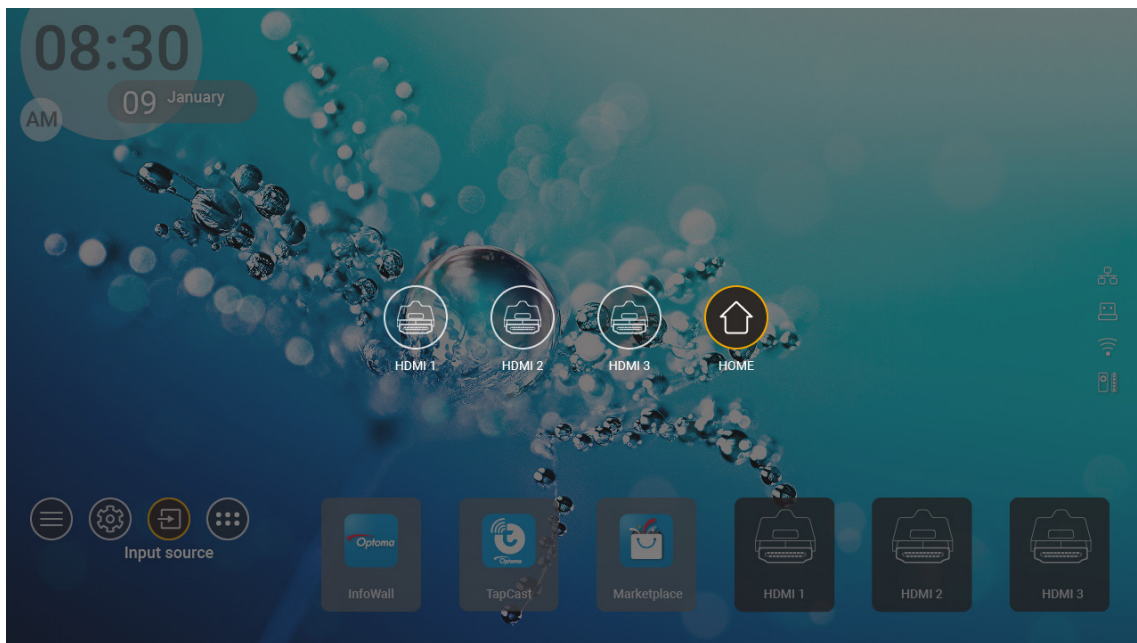 08:30
09 January
AM
HDMI 1 HDMI 2 HDMI 3 HOME
Input source
Optoma
Optoma
InfoWall TapCast Marketplace HDMI 1 HDMI 2 HDMI 3